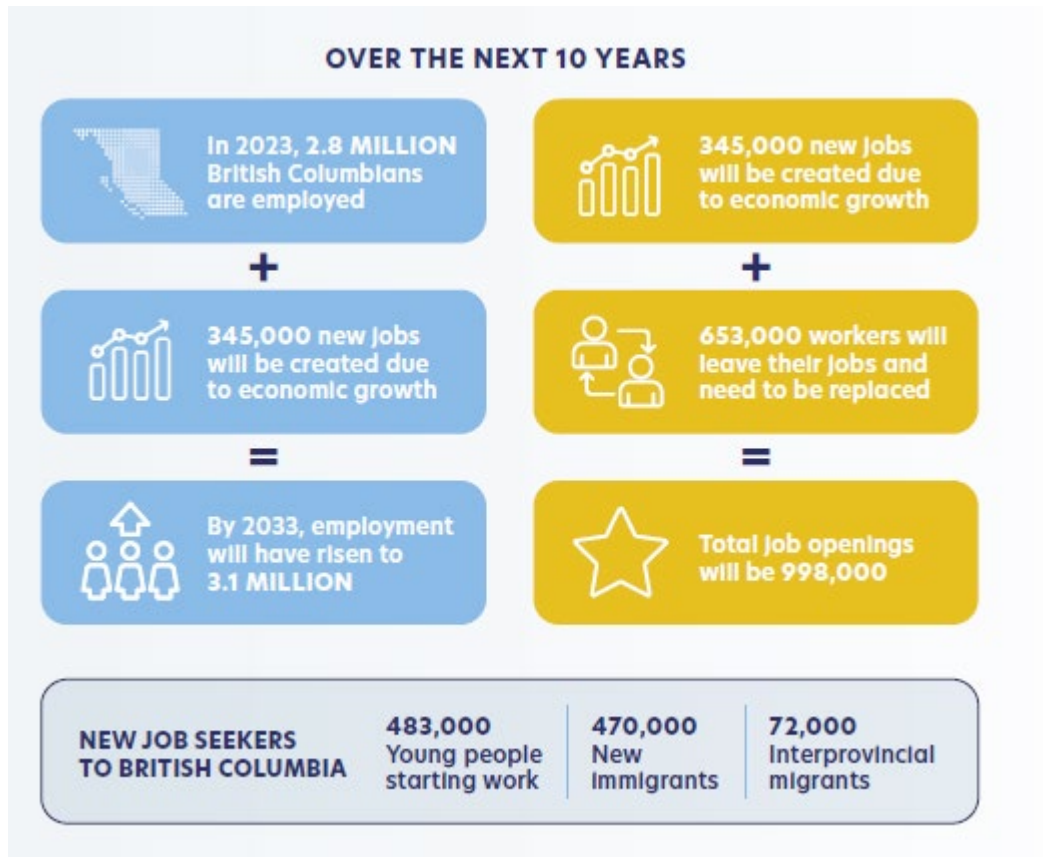 OVER THE NEXT 10 YEARS
In 2023, 2.8 MILLION
British Columbians
are employed
+
345,000 new jobs
will be created due
to economic growth
=
By 2033, employment
will have risen to
3.1 MILLION
345,000 new jobs
will be created due
to economic growth
+
653,000 workers will
leave their jobs and
need to be replaced
=
Total job openings
will be 998,000
NEW JOB SEEKERS
TO BRITISH COLUMBIA
483,000
Young people
starting work
470,000
New
immigrants
72,000
Interprovincial
migrants